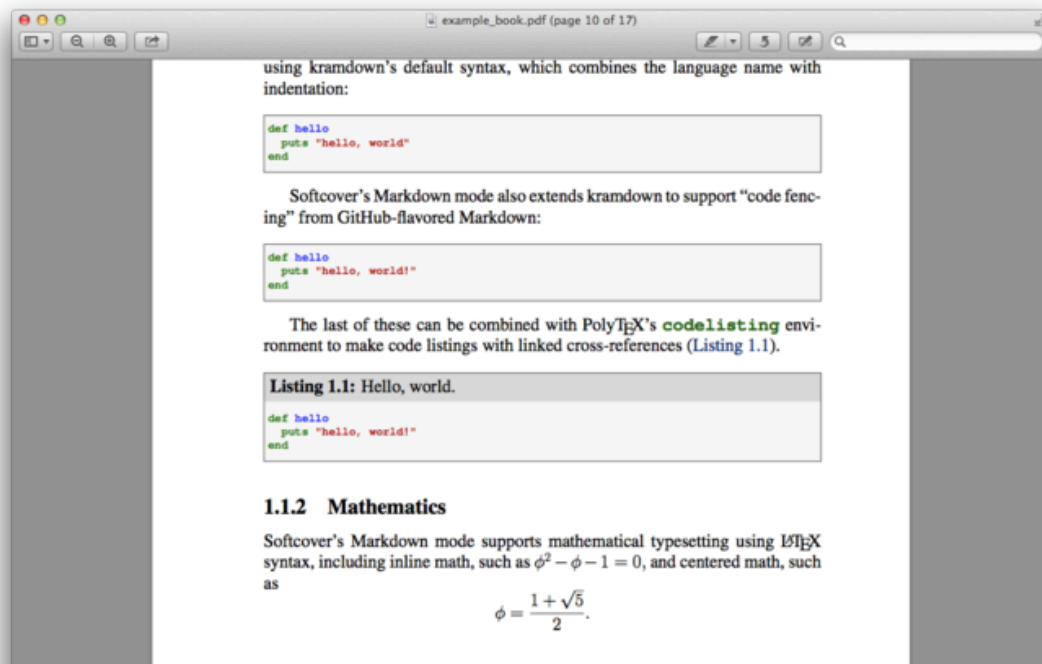 example_book.pdf (page 10 of 17)
using kramdown's default syntax, which combines the language name with
indentation:
def hello
  puts "hello, world"
end
Softcover's Markdown mode also extends kramdown to support “code fenc-
ing” from GitHub-flavored Markdown:
def hello
  puts "hello, world!"
end
The last of these can be combined with PolyTEX's codelisting envi-
ronment to make code listings with linked cross-references (Listing 1.1).
Listing 1.1: Hello, world.
def hello
  puts "hello, world!"
end
1.1.2 Mathematics
Softcover's Markdown mode supports mathematical typesetting using LATEX
syntax, including inline math, such as ϕ² − ϕ − 1 = 0, and centered math, such
as
ϕ = (1 + √5) / 2.